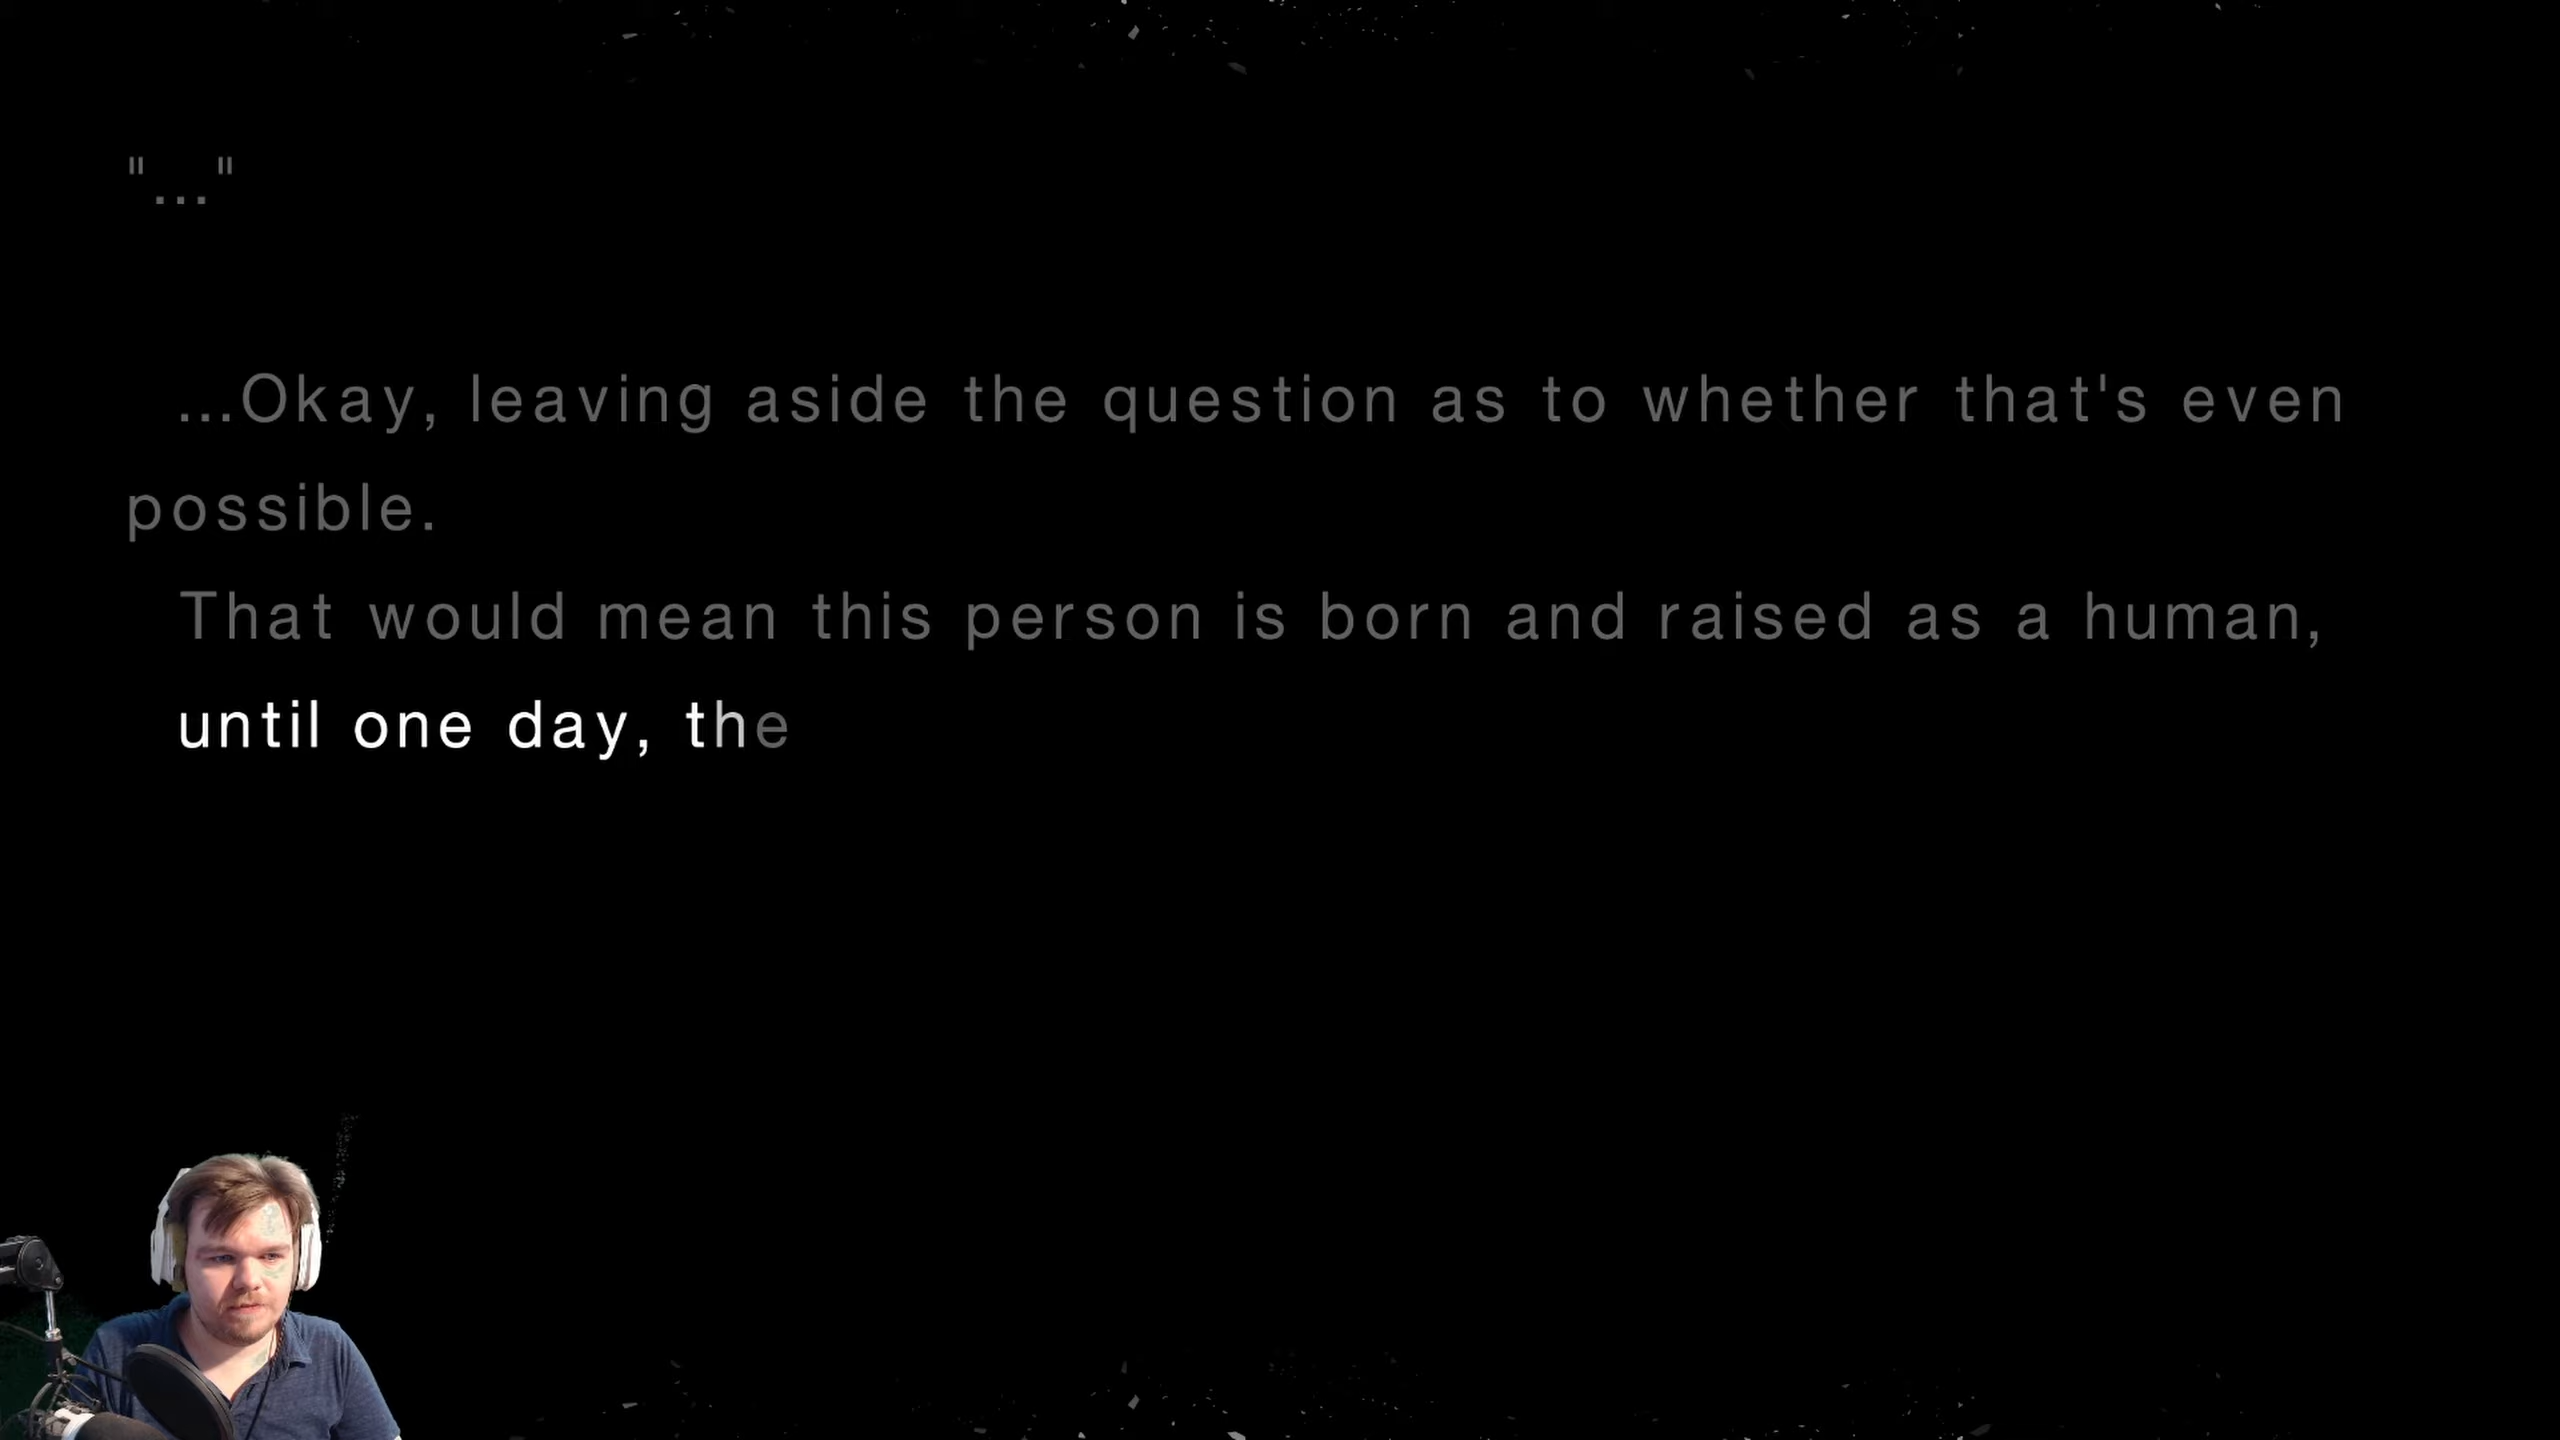 "..."
...Okay, leaving aside the question as to whether that's even
possible.
That would mean this person is born and raised as a human,
until one day, the